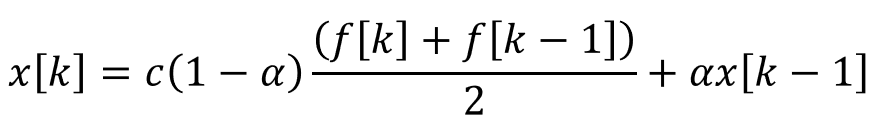 x[k] = c(1 − α) (f[k] + f[k − 1]) / 2 + αx[k − 1]